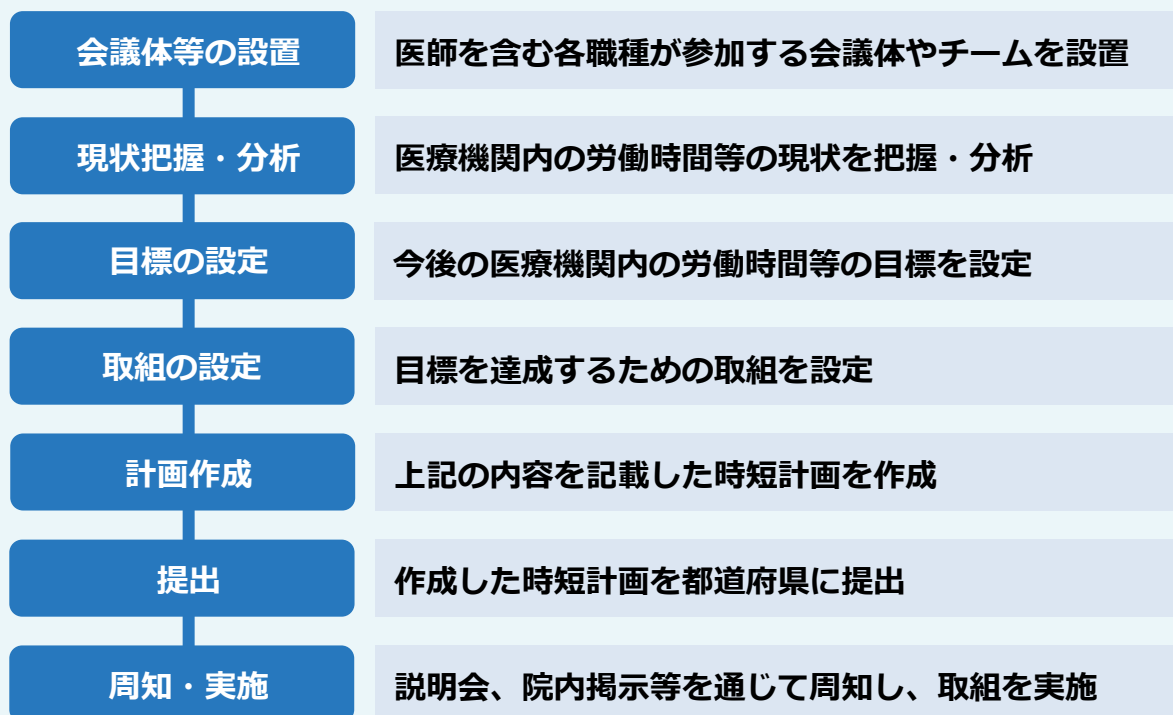 会議体等の設置
医師を含む各職種が参加する会議体やチームを設置
現状把握・分析
医療機関内の労働時間等の現状を把握・分析
目標の設定
今後の医療機関内の労働時間等の目標を設定
取組の設定
目標を達成するための取組を設定
計画作成
上記の内容を記載した時短計画を作成
提出
作成した時短計画を都道府県に提出
周知・実施
説明会、院内掲示等を通じて周知し、取組を実施